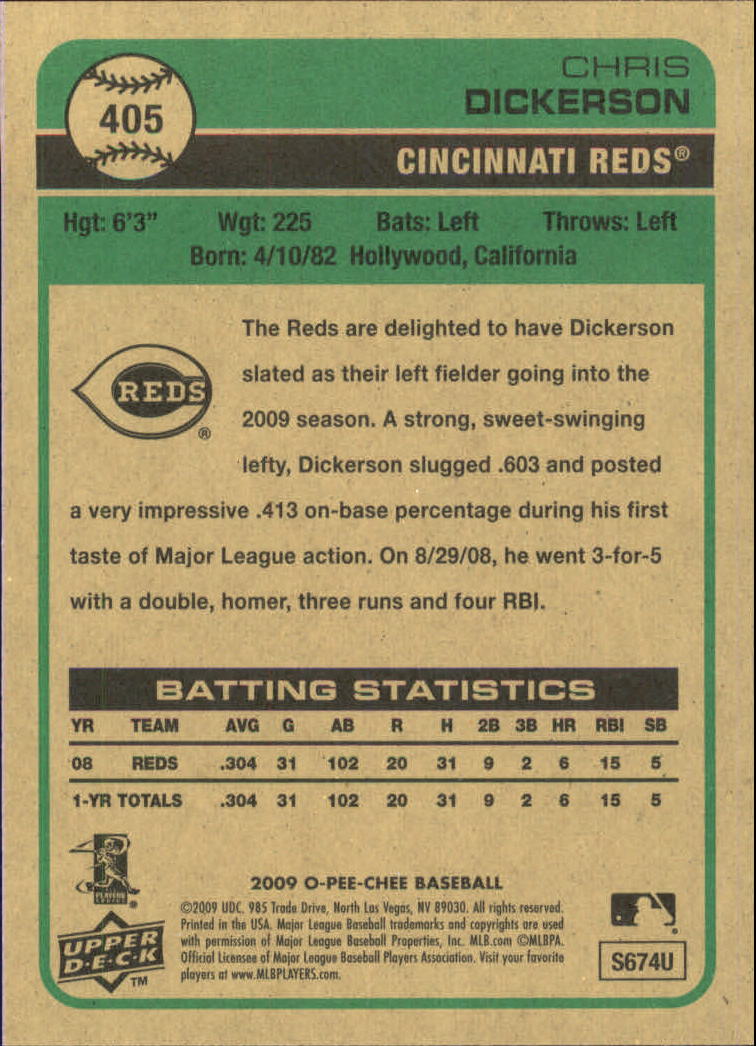 405
CHRIS
DICKERSON
CINCINNATI REDS®
Hgt: 6'3" Wgt: 225 Bats: Left Throws: Left
Born: 4/10/82 Hollywood, California
REDS®
The Reds are delighted to have Dickerson
slated as their left fielder going into the
2009 season. A strong, sweet-swinging
lefty, Dickerson slugged .603 and posted
a very impressive .413 on-base percentage during his first
taste of Major League action. On 8/29/08, he went 3-for-5
with a double, homer, three runs and four RBI.
BATTING STATISTICS
YR TEAM AVG G AB R H 2B 3B HR RBI SB
08 REDS .304 31 102 20 31 9 2 6 15 5
1-YR TOTALS .304 31 102 20 31 9 2 6 15 5
PLAYERS CHOICE ®
2009 O-PEE-CHEE BASEBALL
©2009 UDC. 985 Trade Drive, North Las Vegas, NV 89030. All rights reserved.
Printed in the USA. Major League Baseball trademarks and copyrights are used
with permission of Major League Baseball Properties, Inc. MLB.com ©MLBPA.
Official Licensee of Major League Baseball Players Association. Visit your favorite
players at www.MLBPLAYERS.com.
UPPER
D•E•C•K
TM
S674U